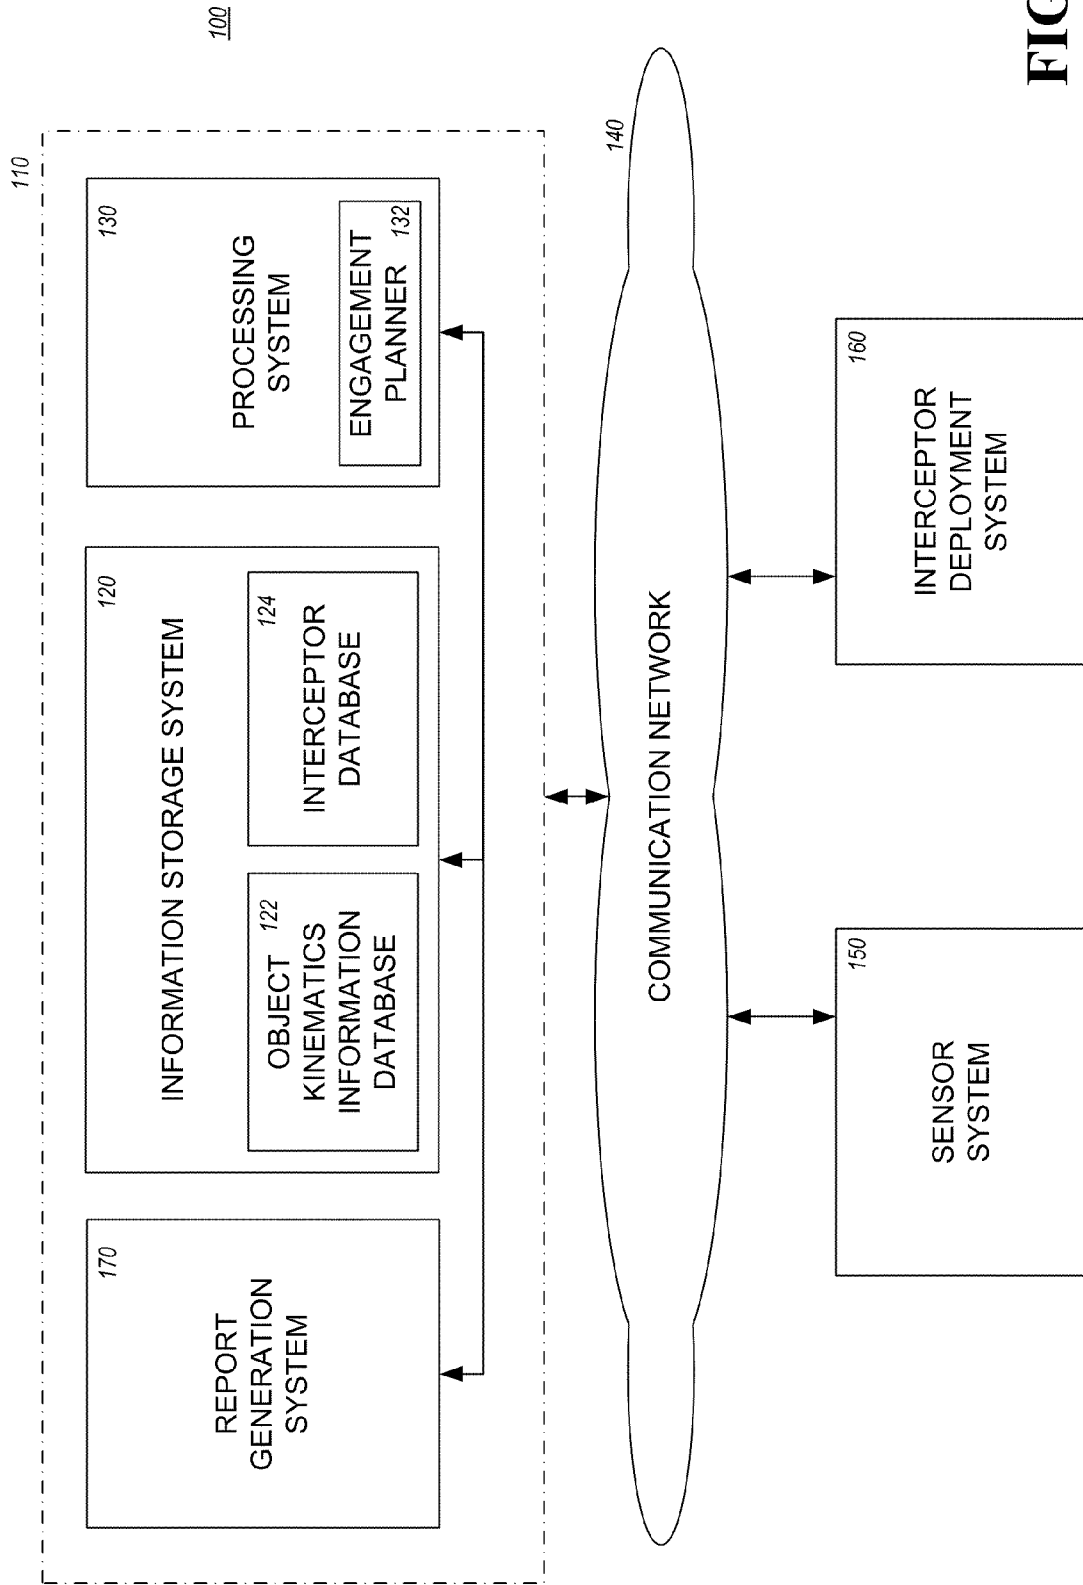 100
110
170
REPORT
GENERATION
SYSTEM
120
INFORMATION STORAGE SYSTEM
122
OBJECT
KINEMATICS
INFORMATION
DATABASE
124
INTERCEPTOR
DATABASE
130
PROCESSING
SYSTEM
ENGAGEMENT
PLANNER
132
140
COMMUNICATION NETWORK
150
SENSOR
SYSTEM
160
INTERCEPTOR
DEPLOYMENT
SYSTEM
FIG